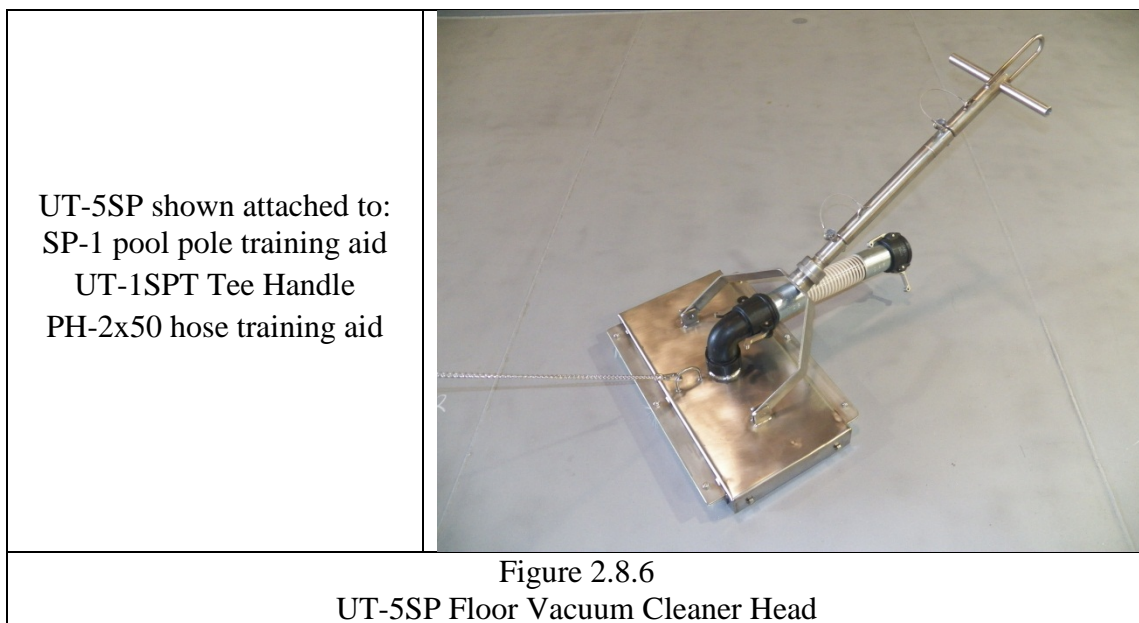 UT-5SP shown attached to:
SP-1 pool pole training aid
UT-1SPT Tee Handle
PH-2x50 hose training aid
Figure 2.8.6
UT-5SP Floor Vacuum Cleaner Head